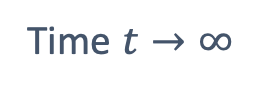 Time t → ∞